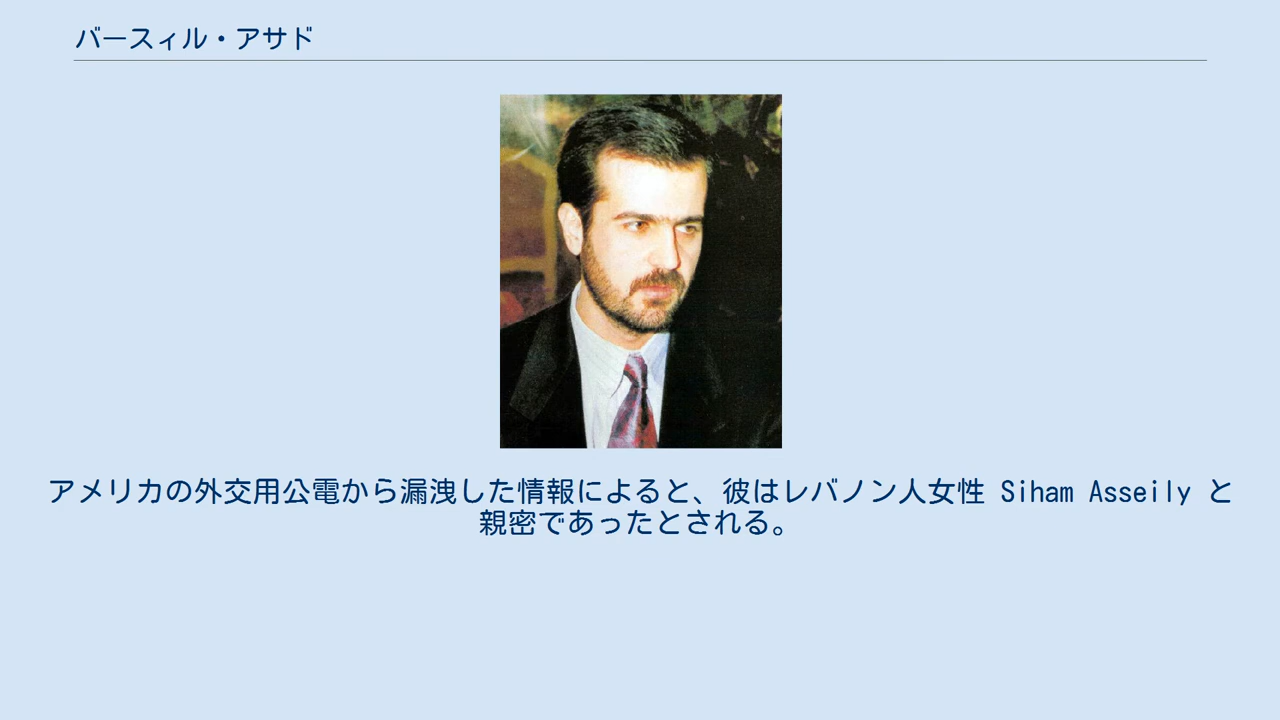 バースィル・アサド
アメリカの外交用公電から漏洩した情報によると、彼はレバノン人女性 Siham Asseily と
親密であったとされる。